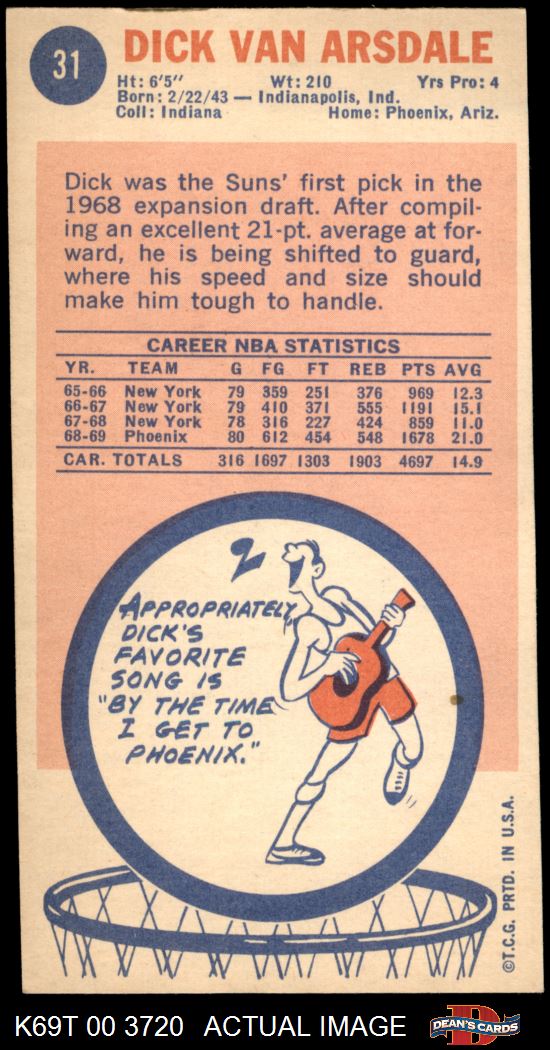 31
DICK VAN ARSDALE
Ht: 6'5" Wt: 210 Yrs Pro: 4
Born: 2/22/43 — Indianapolis, Ind.
Coll: Indiana Home: Phoenix, Ariz.
Dick was the Suns' first pick in the
1968 expansion draft. After compil-
ing an excellent 21-pt. average at for-
ward, he is being shifted to guard,
where his speed and size should
make him tough to handle.
CAREER NBA STATISTICS
YR. TEAM G FG FT REB PTS AVG
65-66 New York 79 359 251 376 969 12.3
66-67 New York 79 410 371 555 1191 15.1
67-68 New York 78 316 227 424 859 11.0
68-69 Phoenix 80 612 454 548 1678 21.0
CAR. TOTALS 316 1697 1303 1903 4697 14.9
APPROPRIATELY
DICK'S
FAVORITE
SONG IS
"BY THE TIME
I GET TO
PHOENIX."
©T.C.G. PRTD. IN U.S.A.
K69T 00 3720 ACTUAL IMAGE
D
DEAN'S CARDS